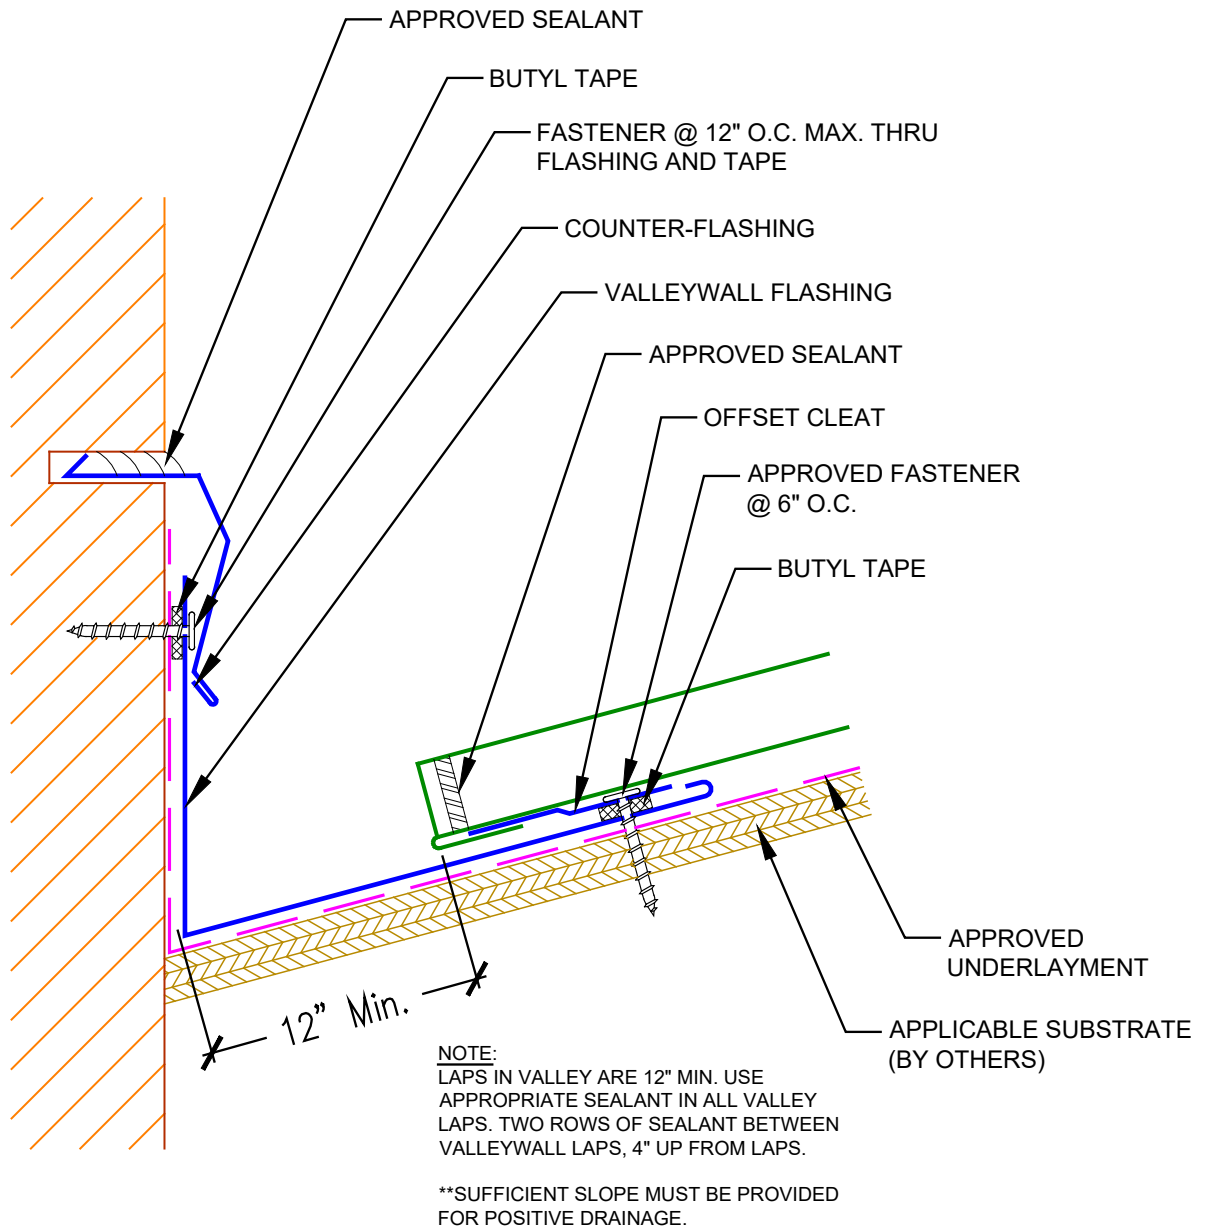 APPROVED SEALANT
BUTYL TAPE
FASTENER @ 12" O.C. MAX. THRU
FLASHING AND TAPE
COUNTER-FLASHING
VALLEYWALL FLASHING
APPROVED SEALANT
OFFSET CLEAT
APPROVED FASTENER
@ 6" O.C.
BUTYL TAPE
APPROVED
UNDERLAYMENT
APPLICABLE SUBSTRATE
(BY OTHERS)
12” Min.
NOTE:
LAPS IN VALLEY ARE 12" MIN. USE
APPROPRIATE SEALANT IN ALL VALLEY
LAPS. TWO ROWS OF SEALANT BETWEEN
VALLEYWALL LAPS, 4" UP FROM LAPS.
**SUFFICIENT SLOPE MUST BE PROVIDED
FOR POSITIVE DRAINAGE.